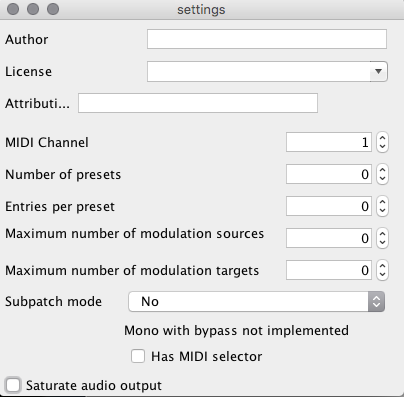 settings
Author
License
Attributi...
MIDI Channel 1
Number of presets 0
Entries per preset 0
Maximum number of modulation sources 0
Maximum number of modulation targets 0
Subpatch mode No
Mono with bypass not implemented
Has MIDI selector
Saturate audio output